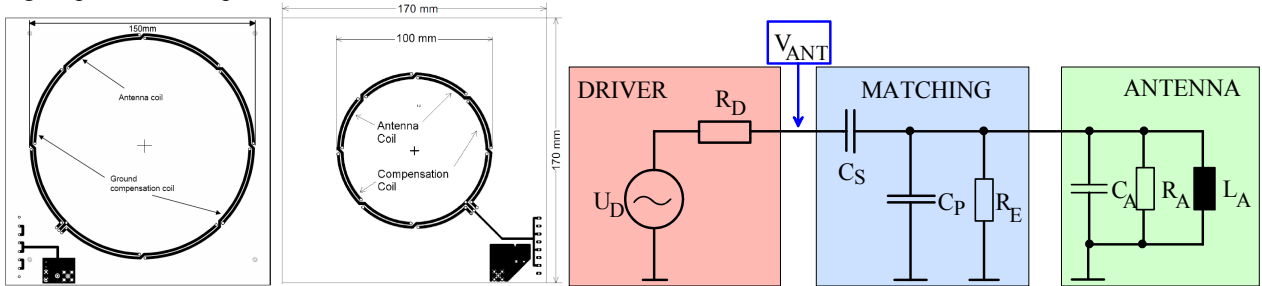 150mm
Antenna coil
Ground
compensation coil
170 mm
100 mm
Antenna
Coil
Compensation
Coil
170 mm
V_ANT
DRIVER
MATCHING
ANTENNA
R_D
C_S
U_D
C_P
R_E
C_A
R_A
L_A